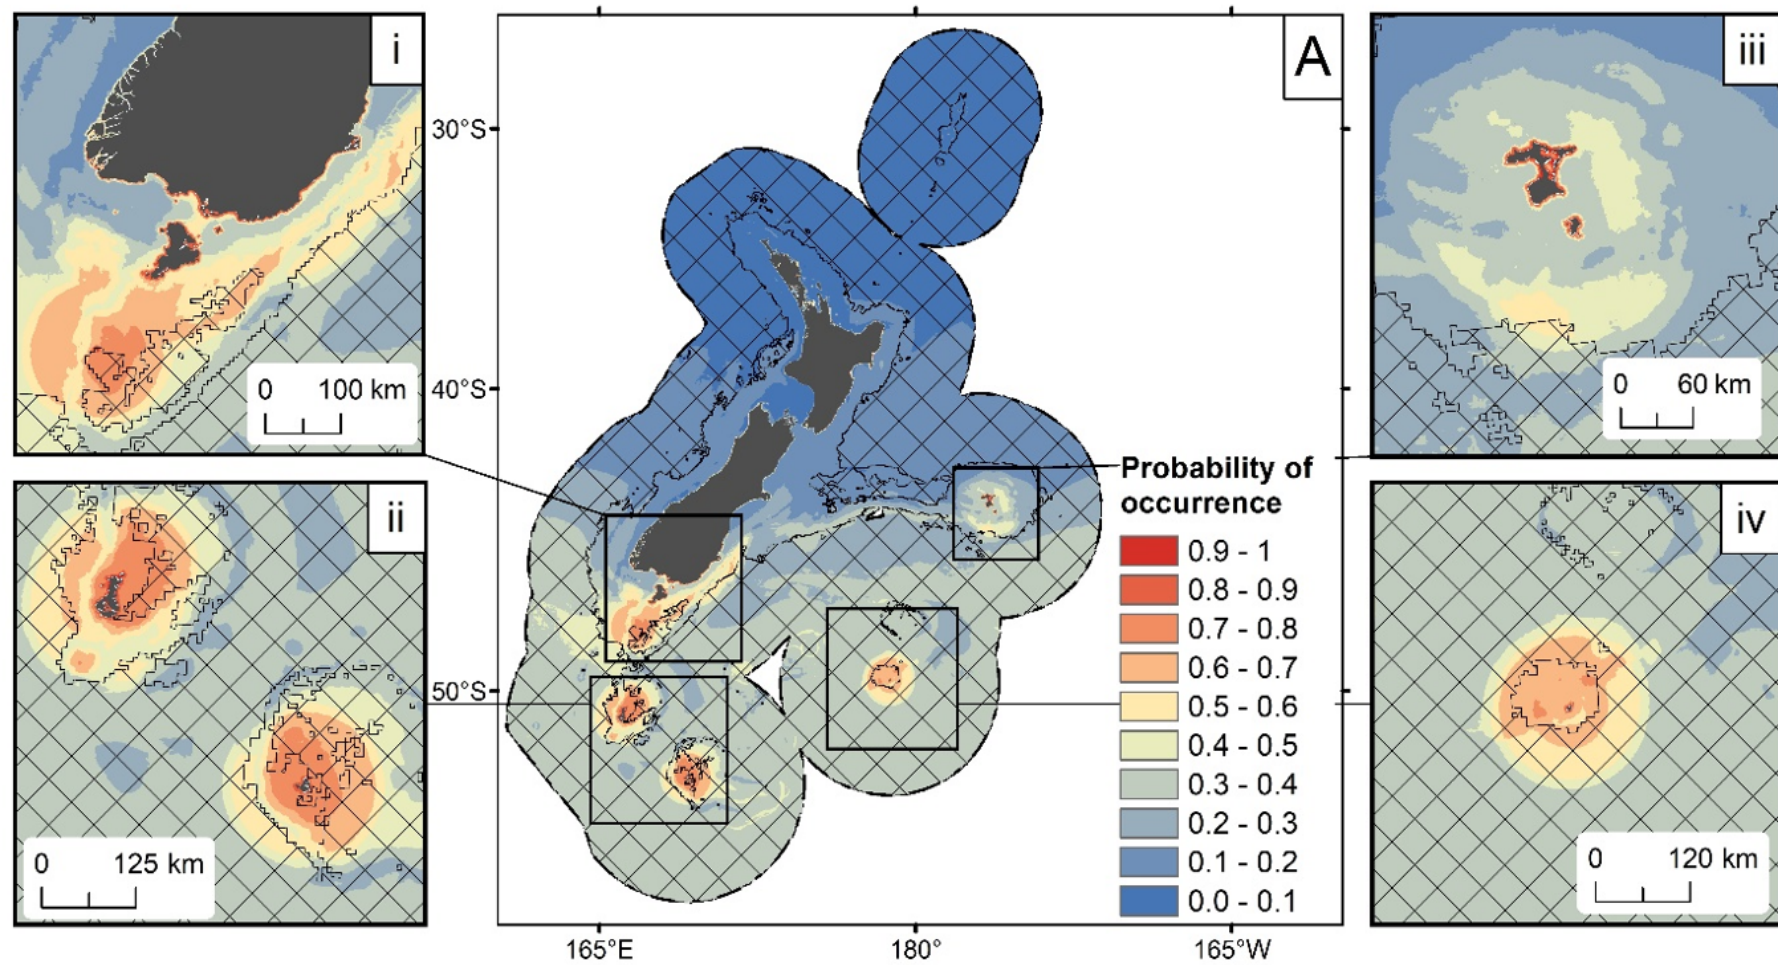 i
0 100 km
ii
0 125 km
A
30°S
40°S
50°S
165°E 180° 165°W
Probability of
occurrence
0.9 - 1
0.8 - 0.9
0.7 - 0.8
0.6 - 0.7
0.5 - 0.6
0.4 - 0.5
0.3 - 0.4
0.2 - 0.3
0.1 - 0.2
0.0 - 0.1
iii
0 60 km
iv
0 120 km